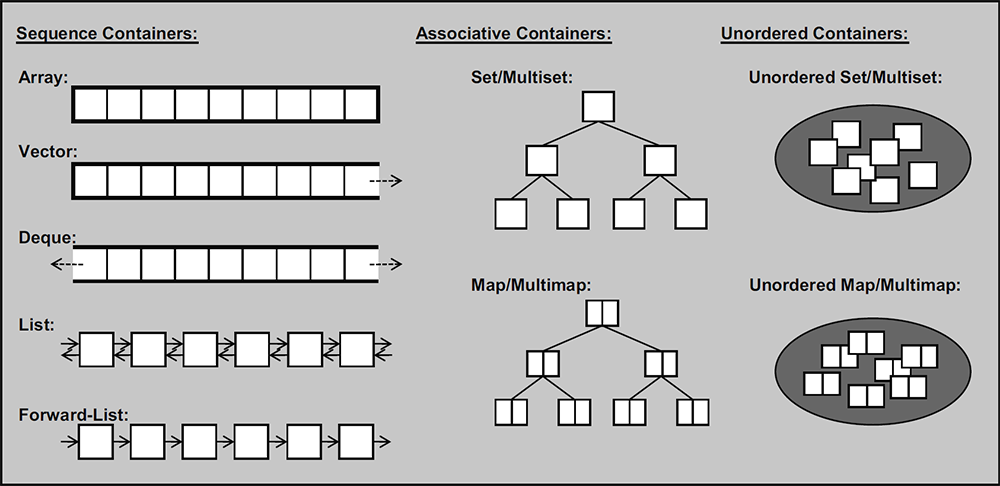 Sequence Containers:
Array:
Vector:
Deque:
List:
Forward-List:
Associative Containers:
Set/Multiset:
Map/Multimap:
Unordered Containers:
Unordered Set/Multiset:
Unordered Map/Multimap: